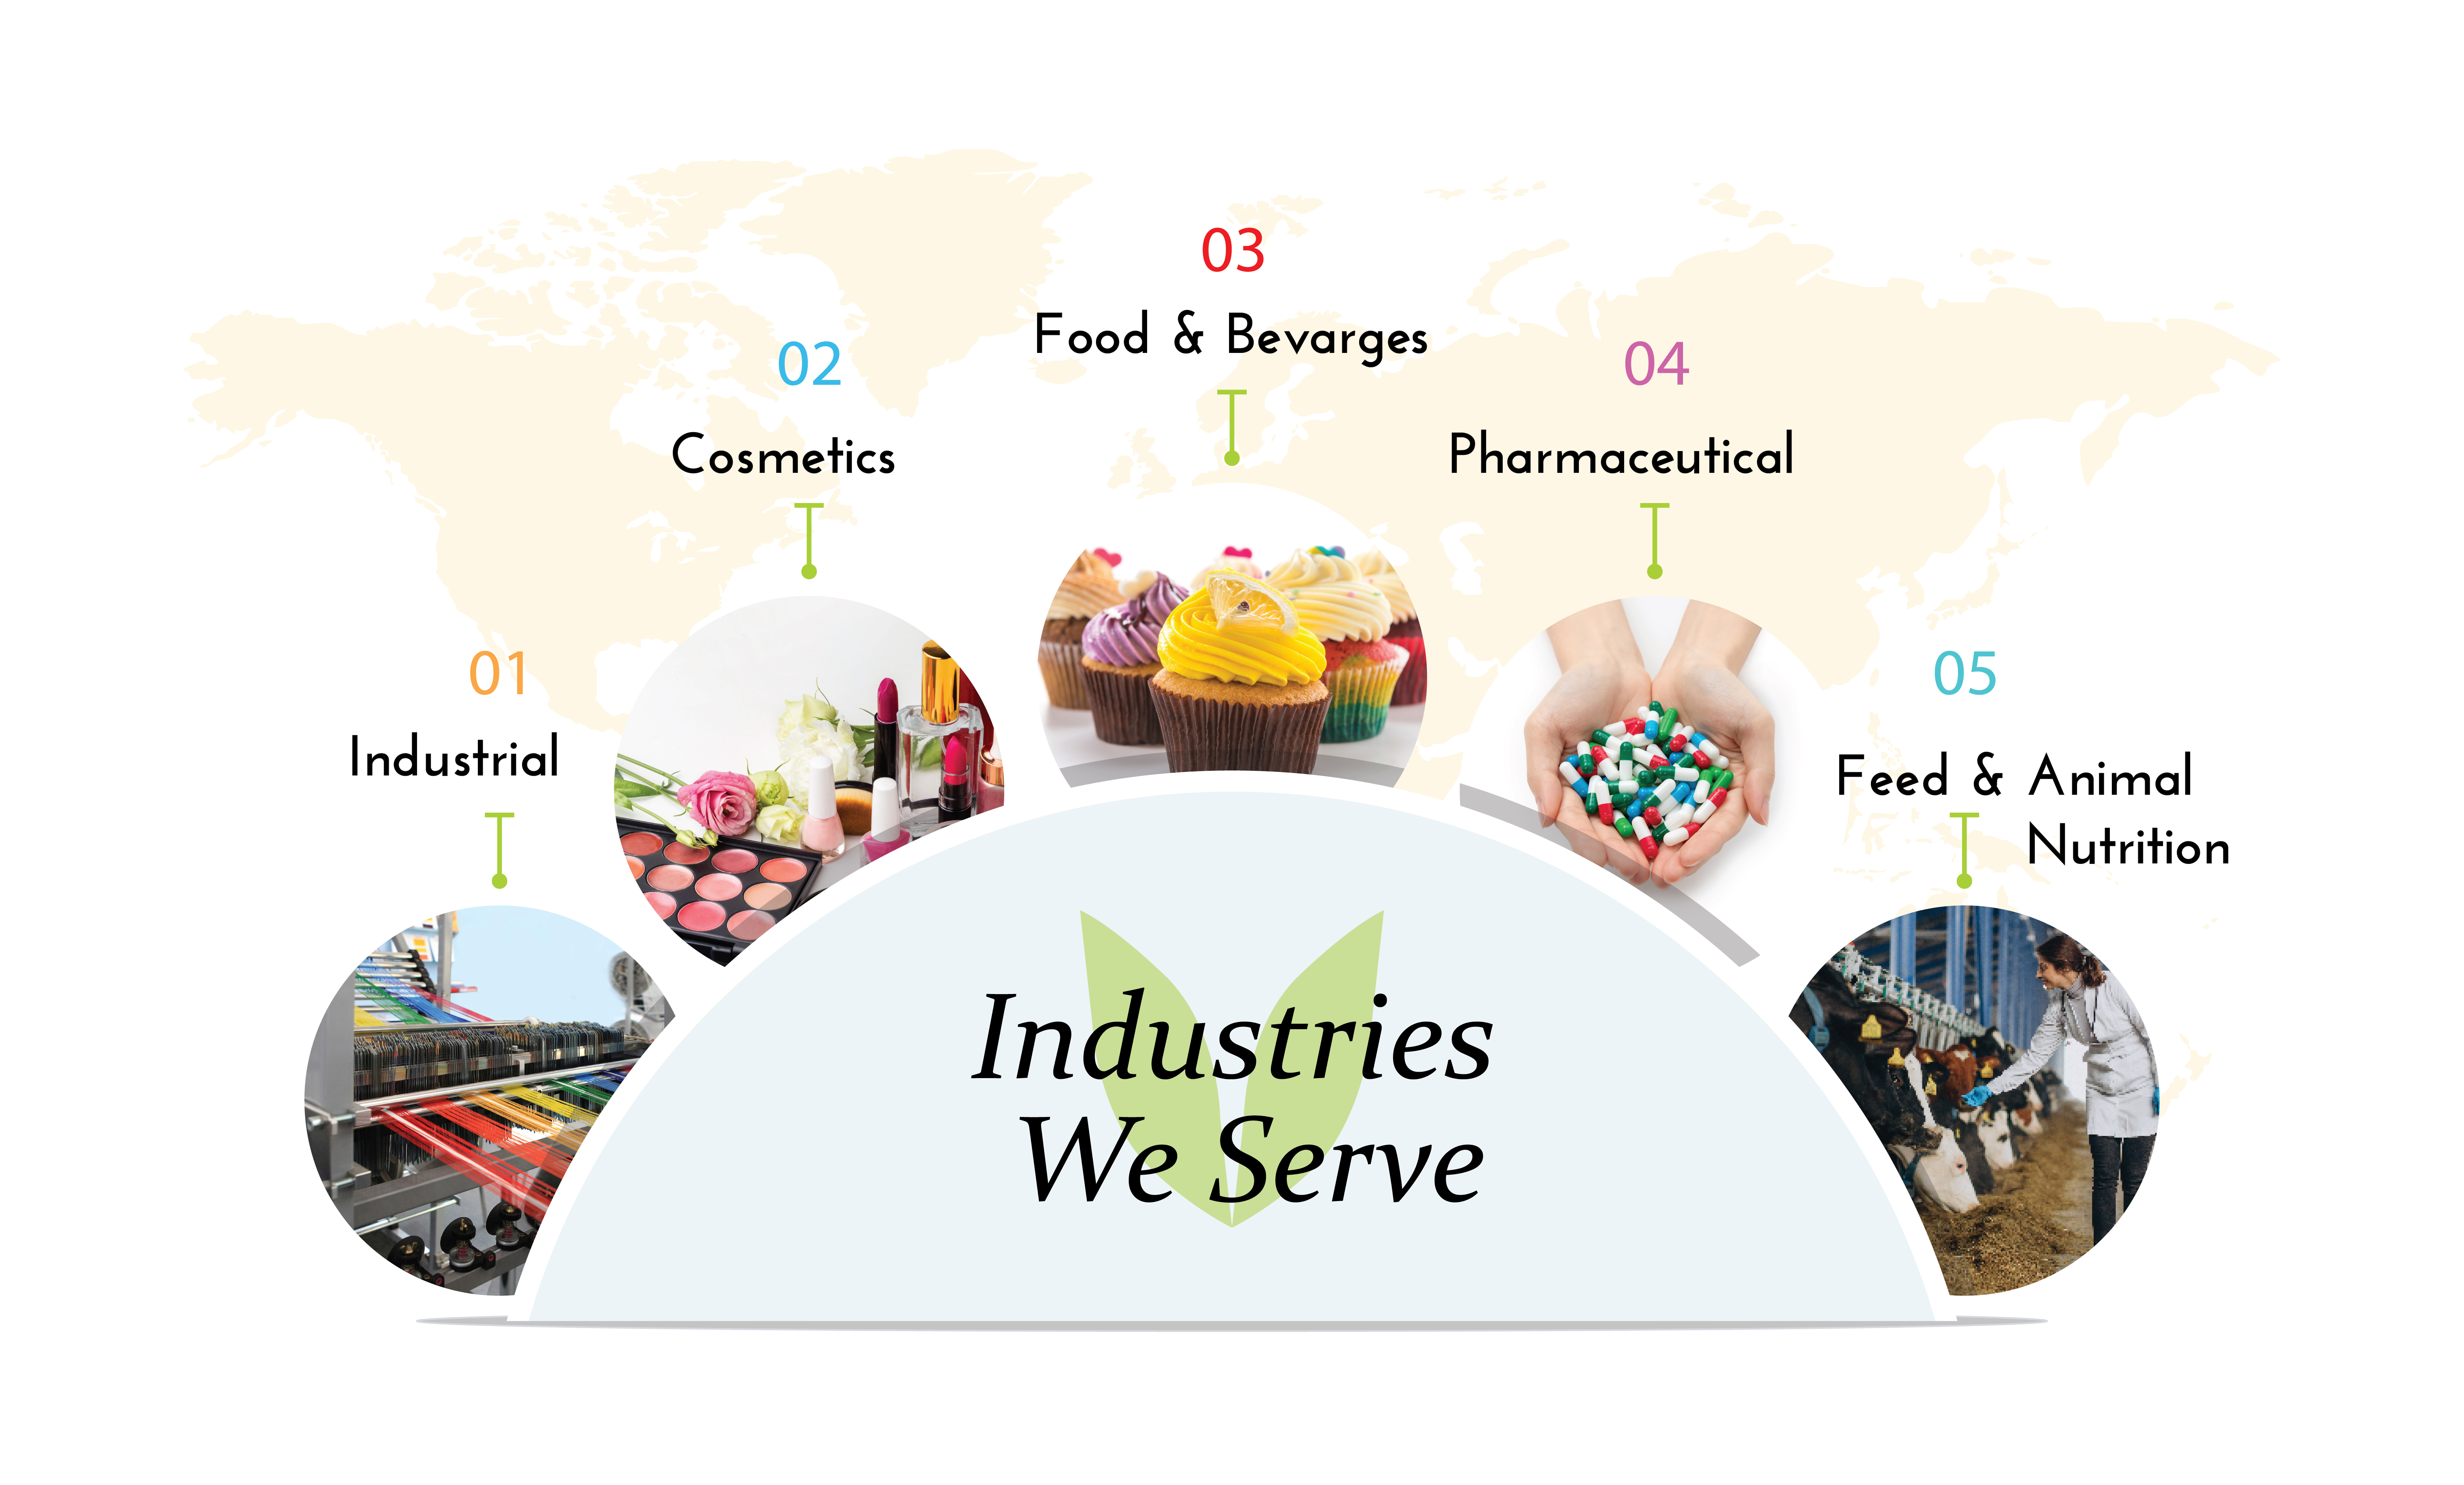 01
Industrial
02
Cosmetics
03
Food & Bevarges
04
Pharmaceutical
05
Feed & Animal
Nutrition
Industries
We Serve